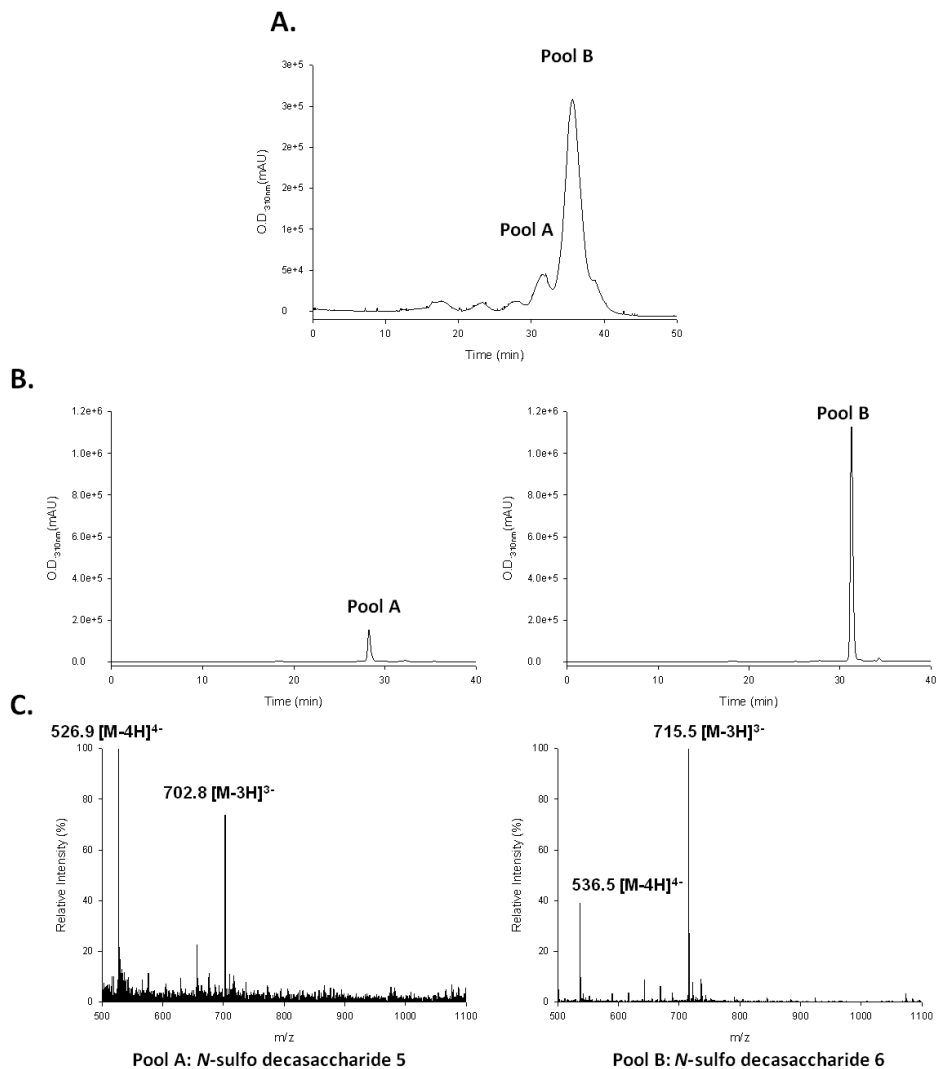 A.
Pool B
Pool A
3e+5
3e+5
2e+5
1e+5
5e+4
0
O.D.310nm(mAU)
0 10 20 30 40 50
Time (min)
B.
1.2e+6
1.0e+6
8.0e+5
6.0e+5
4.0e+5
2.0e+5
0.0
O.D.310nm(mAU)
Pool A
0 10 20 30 40
Time (min)
1.2e+6
1.0e+6
8.0e+5
6.0e+5
4.0e+5
2.0e+5
0.0
O.D.310nm(mAU)
Pool B
0 10 20 30 40
Time (min)
C.
526.9 [M-4H]4-
702.8 [M-3H]3-
100
80
60
40
20
0
Relative Intensity (%)
500 600 700 800 900 1000 1100
m/z
Pool A: N-sulfo decasaccharide 5
715.5 [M-3H]3-
536.5 [M-4H]4-
100
80
60
40
20
0
Relative Intensity (%)
500 600 700 800 900 1000 1100
m/z
Pool B: N-sulfo decasaccharide 6